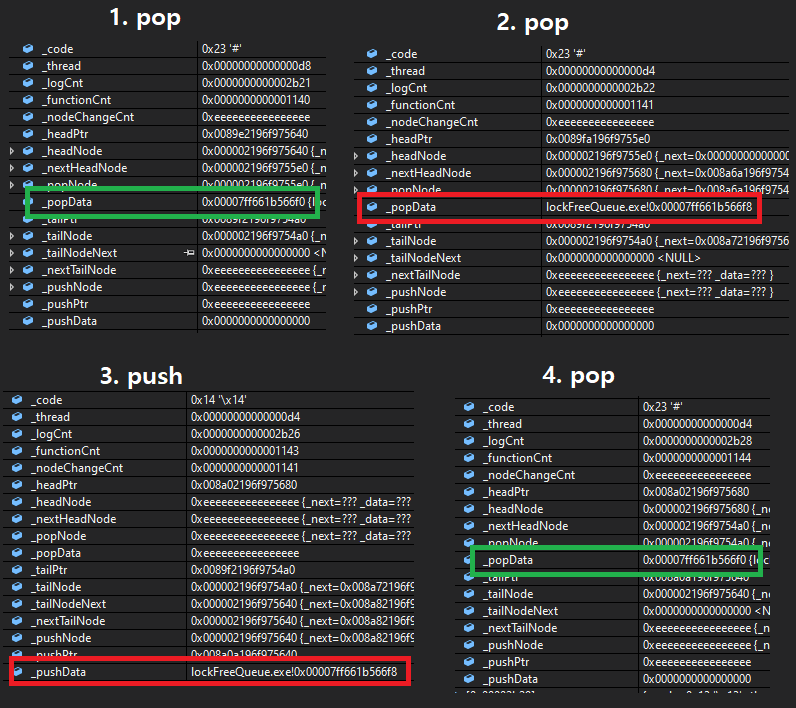 1. pop
_code 0x23 '#'
_thread 0x00000000000000d8
_logCnt 0x0000000000002b21
_functionCnt 0x0000000000001140
_nodeChangeCnt 0xeeeeeeeeeeeeeeee
_headPtr 0x0089e2196f975640
_headNode 0x000002196f975640 {_n
_nextHeadNode 0x000002196f9755e0 {_n
_popNode 0x000002196f9755e0 {_n
_popData 0x00007ff661b566f0 {loc
_tailPtr 0x0089f2196f9754a0
_tailNode 0x000002196f9754a0 {_n
_tailNodeNext 0x0000000000000000 <N
_nextTailNode 0xeeeeeeeeeeeeeeee {_n
_pushNode 0xeeeeeeeeeeeeeeee {_n
_pushPtr 0xeeeeeeeeeeeeeeee
_pushData 0x0000000000000000
2. pop
_code 0x23 '#'
_thread 0x00000000000000d4
_logCnt 0x0000000000002b22
_functionCnt 0x0000000000001141
_nodeChangeCnt 0xeeeeeeeeeeeeeeee
_headPtr 0x0089fa196f9755e0
_headNode 0x000002196f9755e0 {_next=0x00000000000000
_nextHeadNode 0x000002196f975680 {_next=0x008a6a196f9754
_popNode 0x000002196f975680 {_next=0x008a6a196f9754
_popData lockFreeQueue.exe!0x00007ff661b566f8
_tailPtr 0x0089f2196f9754a0
_tailNode 0x000002196f9754a0 {_next=0x008a72196f9756
_tailNodeNext 0x0000000000000000 <NULL>
_nextTailNode 0xeeeeeeeeeeeeeeee {_next=??? _data=??? }
_pushNode 0xeeeeeeeeeeeeeeee {_next=??? _data=??? }
_pushPtr 0xeeeeeeeeeeeeeeee
_pushData 0x0000000000000000
3. push
_code 0x14 '\x14'
_thread 0x00000000000000d4
_logCnt 0x0000000000002b26
_functionCnt 0x0000000000001143
_nodeChangeCnt 0x0000000000001141
_headPtr 0x008a02196f975680
_headNode 0xeeeeeeeeeeeeeeee {_next=??? _data=???
_nextHeadNode 0xeeeeeeeeeeeeeeee {_next=??? _data=???
_popNode 0xeeeeeeeeeeeeeeee {_next=??? _data=???
_popData 0xeeeeeeeeeeeeeeee
_tailPtr 0x0089f2196f9754a0
_tailNode 0x000002196f9754a0 {_next=0x008a72196f9
_tailNodeNext 0x000002196f975640 {_next=0x008a82196f9
_nextTailNode 0x000002196f975640 {_next=0x008a82196f9
_pushNode 0x000002196f975640 {_next=0x008a82196f9
_pushPtr 0x008a0a196f975640
_pushData lockFreeQueue.exe!0x00007ff661b566f8
4. pop
_code 0x23 '#'
_thread 0x00000000000000d4
_logCnt 0x0000000000002b28
_functionCnt 0x0000000000001144
_nodeChangeCnt 0xeeeeeeeeeeeeeeee
_headPtr 0x008a02196f975680
_headNode 0x000002196f975680 {_n
_nextHeadNode 0x000002196f9754a0 {_n
_popNode 0x000002196f9754a0 {_n
_popData 0x00007ff661b566f0 {loc
_tailPtr 0x008a0a196f975640
_tailNode 0x000002196f975640 {_n
_tailNodeNext 0x0000000000000000 <N
_nextTailNode 0xeeeeeeeeeeeeeeee {_n
_pushNode 0xeeeeeeeeeeeeeeee {_n
_pushPtr 0xeeeeeeeeeeeeeeee
_pushData 0x0000000000000000